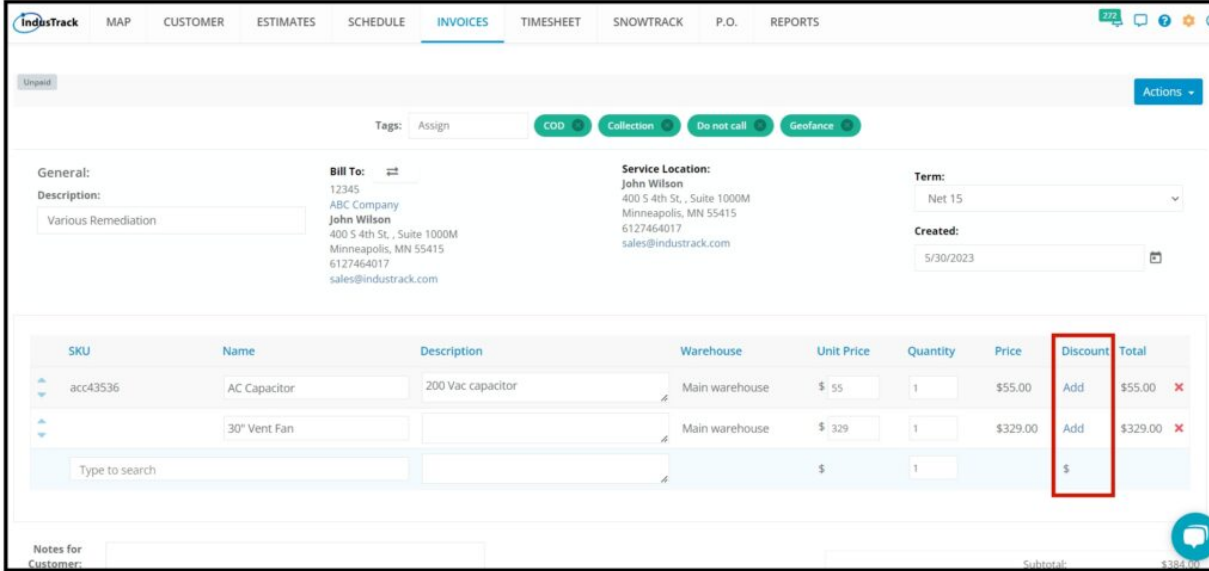 IndusTrack MAP CUSTOMER ESTIMATES SCHEDULE INVOICES TIMESHEET SNOWTRACK P.O. REPORTS 272
Unpaid
Actions
Tags: Assign COD Collection Do not call Geofance
General:
Description:
Various Remediation
Bill To:
12345
ABC Company
John Wilson
400 S 4th St, , Suite 1000M
Minneapolis, MN 55415
6127464017
sales@industrack.com
Service Location:
John Wilson
400 S 4th St, , Suite 1000M
Minneapolis, MN 55415
6127464017
sales@industrack.com
Term:
Net 15
Created:
5/30/2023
SKU Name Description Warehouse Unit Price Quantity Price Discount Total
acc43536 AC Capacitor 200 Vac capacitor Main warehouse $ 55 1 $55.00 Add $55.00
30" Vent Fan Main warehouse $ 329 1 $329.00 Add $329.00
Type to search $ 1 $
Notes for
Customer:
Subtotal: $384.00